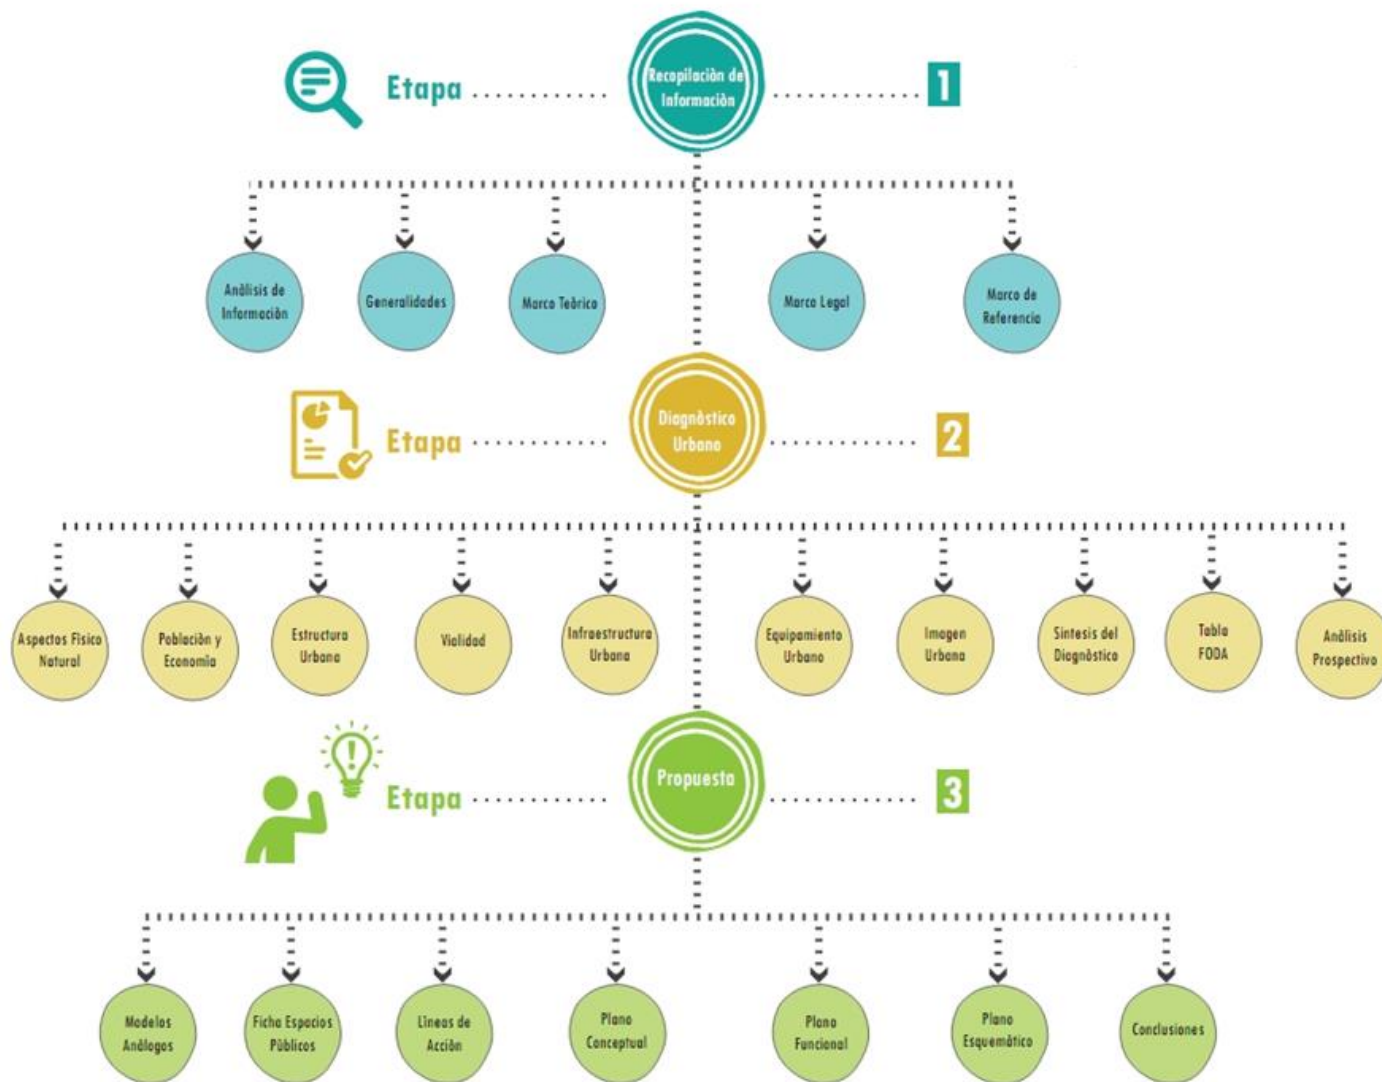 Etapa
Recopilaciòn de
Informaciòn
1
Anàlisis de
Informaciòn
Generalidades
Marco Teòrico
Marco Legal
Marco de
Referencia
Etapa
Diagnòstico
Urbano
2
Aspectos Fìsico
Natural
Poblaciòn y
Economìa
Estructura
Urbana
Vialidad
Infraestructura
Urbana
Equipamiento
Urbano
Imagen
Urbana
Sìntesis del
Diagnòstico
Tabla
FODA
Anàlisis
Prospectivo
Etapa
Propuesta
3
Modelos
Anàlogos
Ficha Espacios
Pùblicos
Lìneas de
Acciòn
Plano
Conceptual
Plano
Funcional
Plano
Esquemàtico
Conclusiones